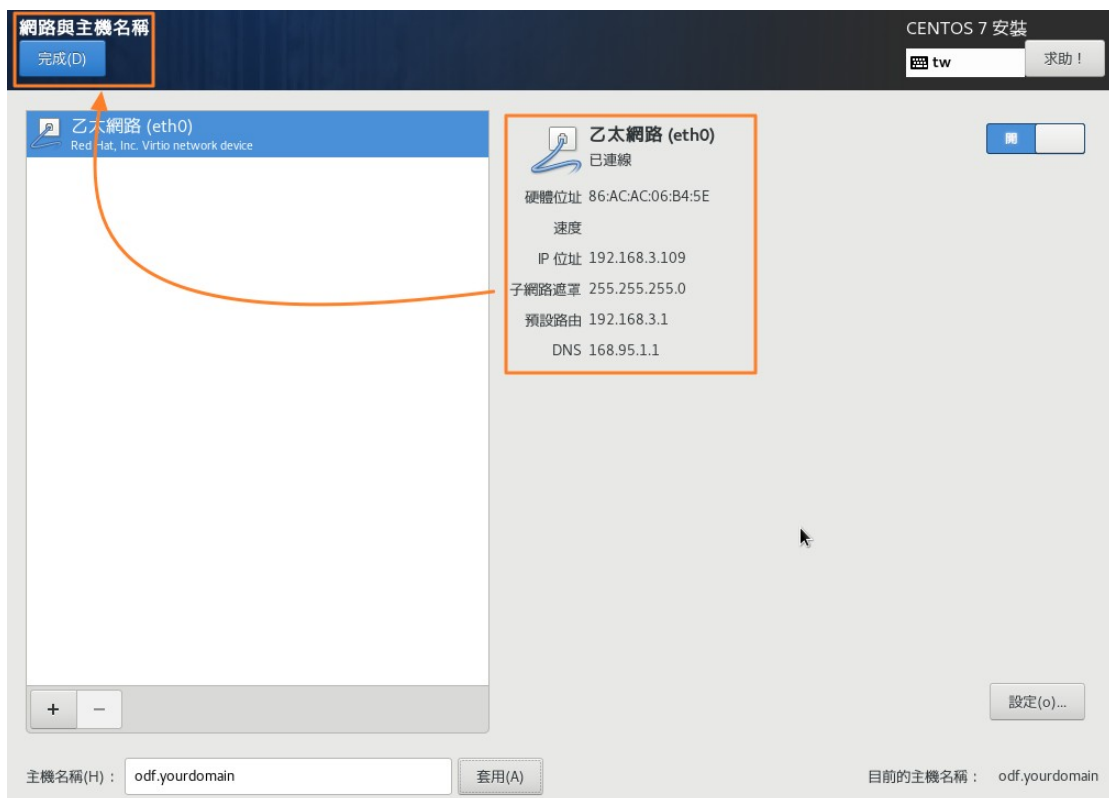 網路與主機名稱
完成(D)
CENTOS 7 安裝
tw
求助！
乙太網路 (eth0)
Red Hat, Inc. Virtio network device
乙太網路 (eth0)
已連線
開
硬體位址 86:AC:AC:06:B4:5E
速度
IP 位址 192.168.3.109
子網路遮罩 255.255.255.0
預設路由 192.168.3.1
DNS 168.95.1.1
+ −
設定(o)...
主機名稱(H)： odf.yourdomain 套用(A) 目前的主機名稱： odf.yourdomain